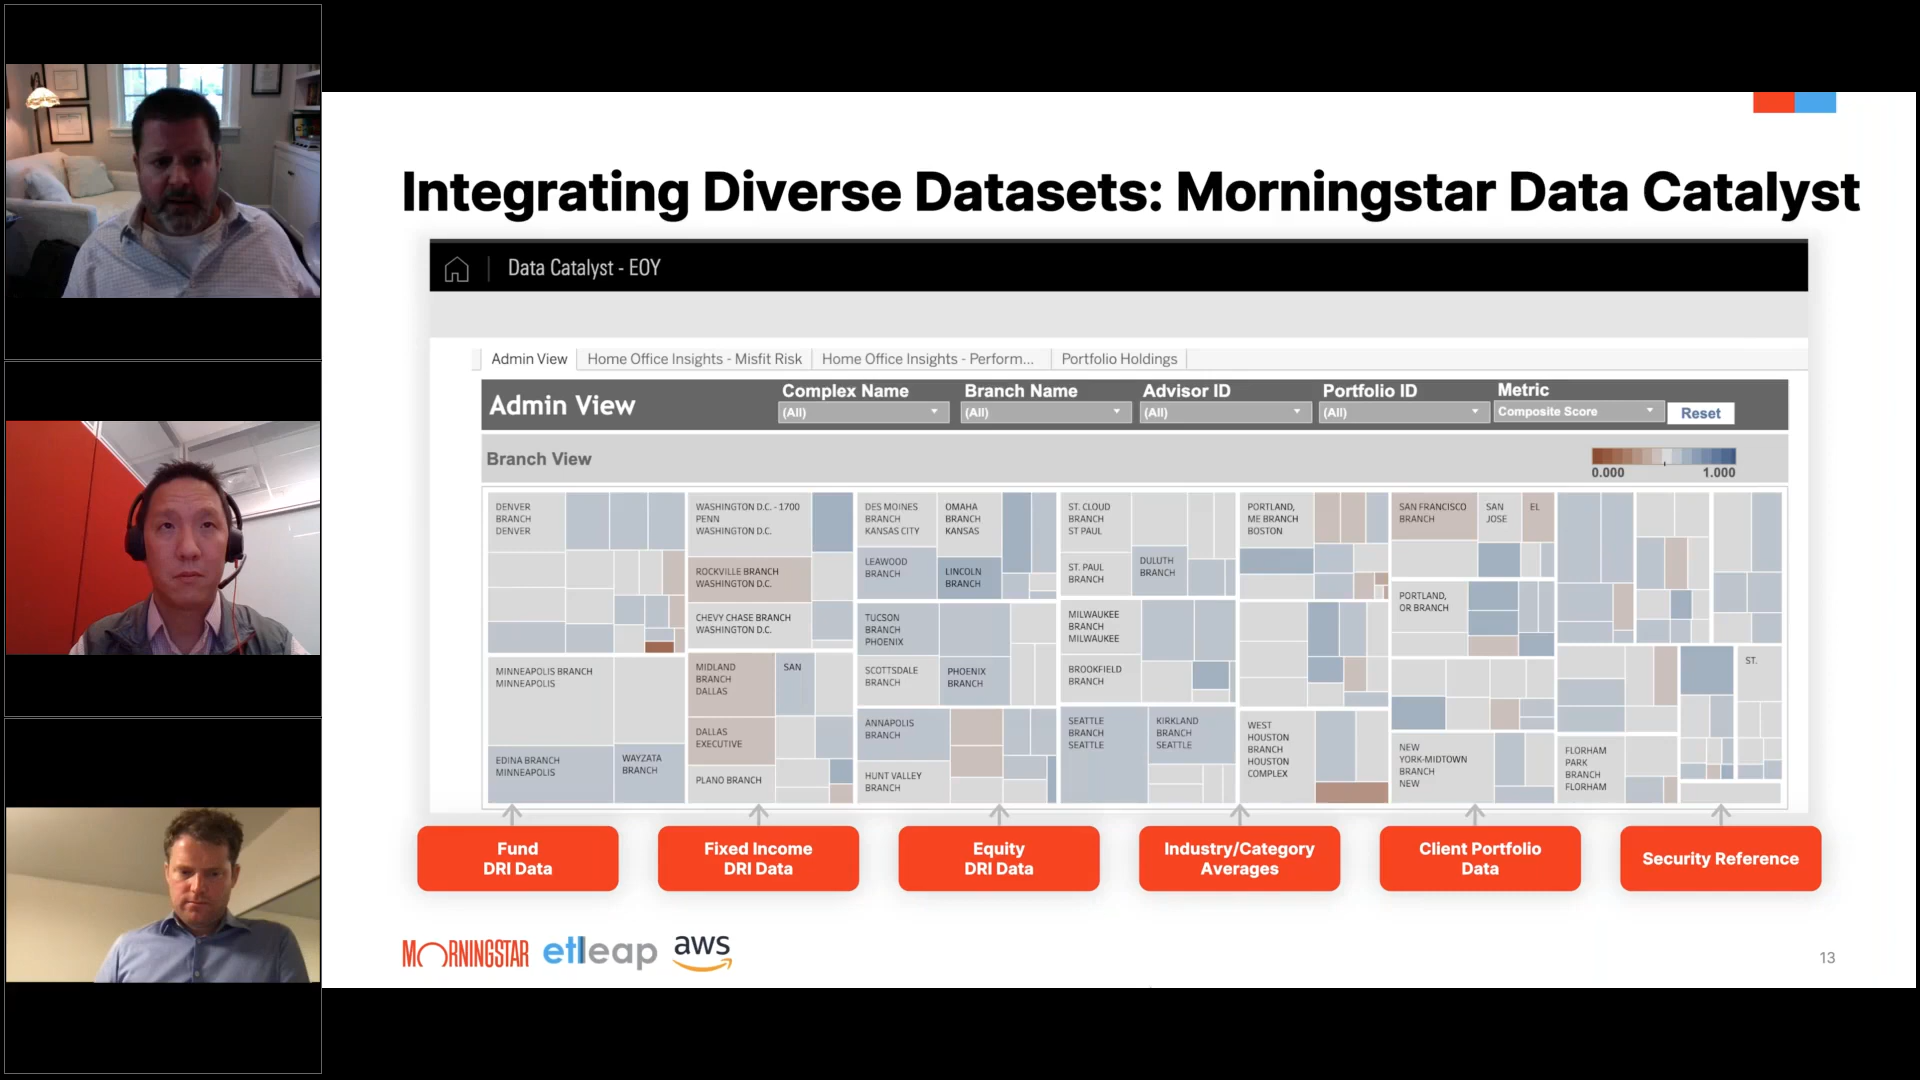 Integrating Diverse Datasets: Morningstar Data Catalyst
Data Catalyst - EOY
Admin View
Home Office Insights - Misfit Risk
Home Office Insights - Perform...
Portfolio Holdings
Admin View
Complex Name
(All)
Branch Name
(All)
Advisor ID
(All)
Portfolio ID
(All)
Metric
Composite Score
Reset
Branch View
0.000
1.000
DENVER
BRANCH
DENVER
MINNEAPOLIS BRANCH
MINNEAPOLIS
EDINA BRANCH
MINNEAPOLIS
WAYZATA
BRANCH
WASHINGTON D.C. - 1700
PENN
WASHINGTON D.C.
ROCKVILLE BRANCH
WASHINGTON D.C.
CHEVY CHASE BRANCH
WASHINGTON D.C.
MIDLAND
BRANCH
DALLAS
SAN
DALLAS
EXECUTIVE
PLANO BRANCH
DES MOINES
BRANCH
KANSAS CITY
OMAHA
BRANCH
KANSAS
LEAWOOD
BRANCH
LINCOLN
BRANCH
TUCSON
BRANCH
PHOENIX
SCOTTSDALE
BRANCH
PHOENIX
BRANCH
ANNAPOLIS
BRANCH
HUNT VALLEY
BRANCH
ST. CLOUD
BRANCH
ST PAUL
ST. PAUL
BRANCH
DULUTH
BRANCH
MILWAUKEE
BRANCH
MILWAUKEE
BROOKFIELD
BRANCH
SEATTLE
BRANCH
SEATTLE
KIRKLAND
BRANCH
SEATTLE
PORTLAND,
ME BRANCH
BOSTON
WEST
HOUSTON
BRANCH
HOUSTON
COMPLEX
SAN FRANCISCO
BRANCH
SAN
JOSE
EL
PORTLAND,
OR BRANCH
NEW
YORK-MIDTOWN
BRANCH
NEW
FLORHAM
PARK
BRANCH
FLORHAM
ST.
Fund
DRI Data
Fixed Income
DRI Data
Equity
DRI Data
Industry/Category
Averages
Client Portfolio
Data
Security Reference
MORNINGSTAR
etleap
aws
13